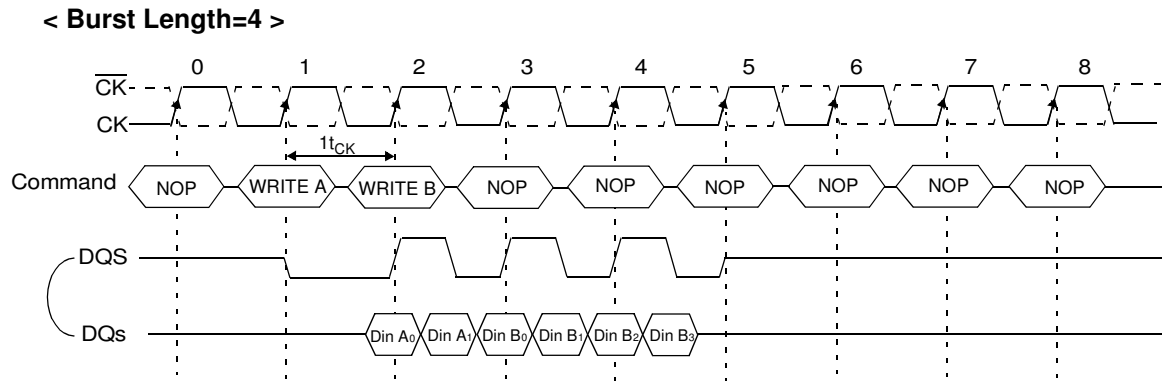 < Burst Length=4 >
0 1 2 3 4 5 6 7 8
CK
CK
1tCK
Command NOP WRITE A WRITE B NOP NOP NOP NOP NOP NOP
DQS
DQs Din A0 Din A1 Din B0 Din B1 Din B2 Din B3